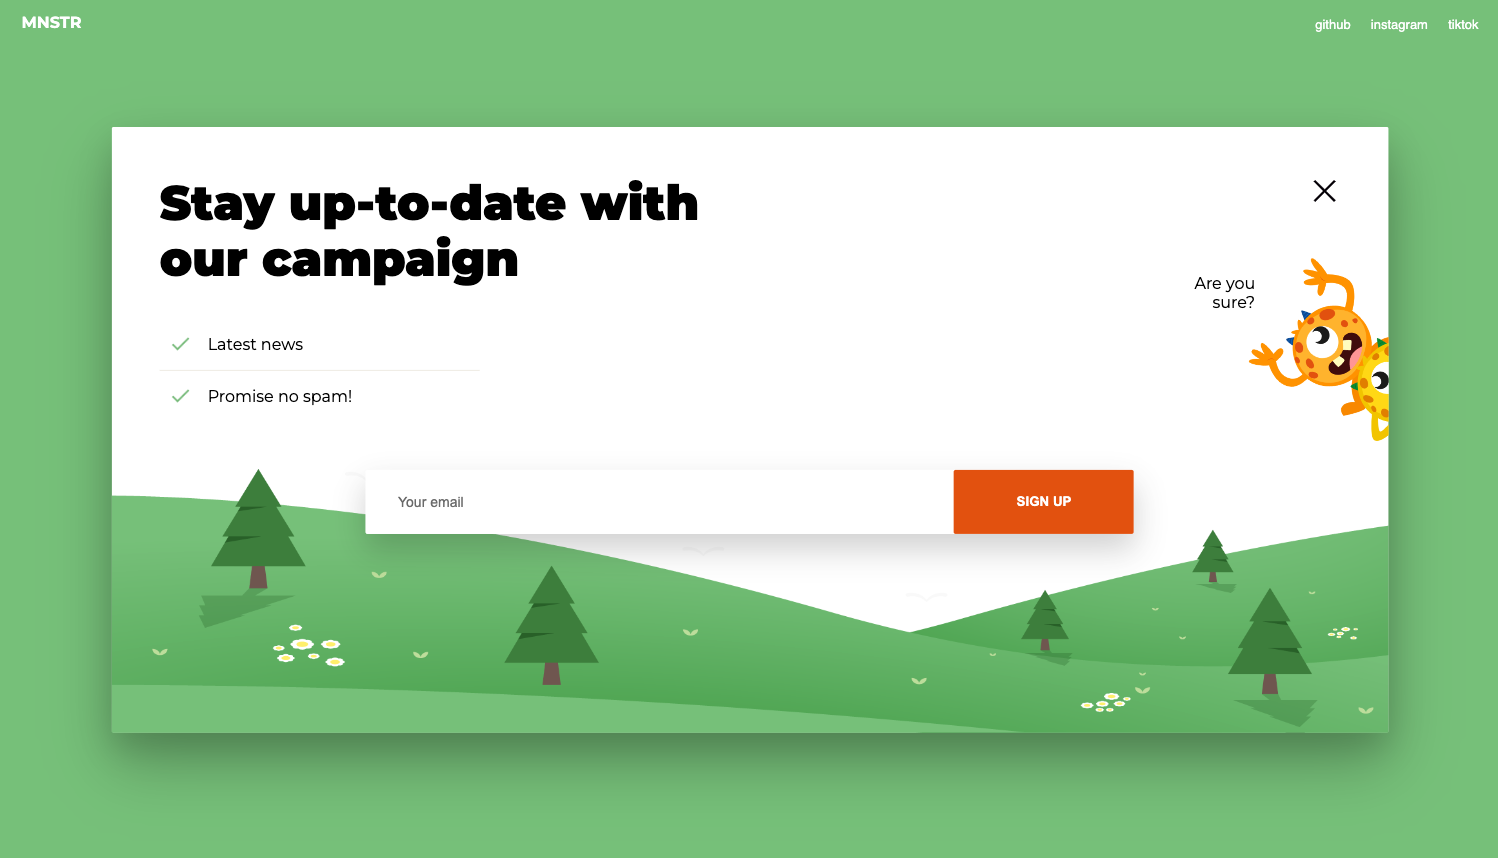 MNSTR
github instagram tiktok
Stay up-to-date with
our campaign
Are you
sure?
Latest news
Promise no spam!
Your email
SIGN UP